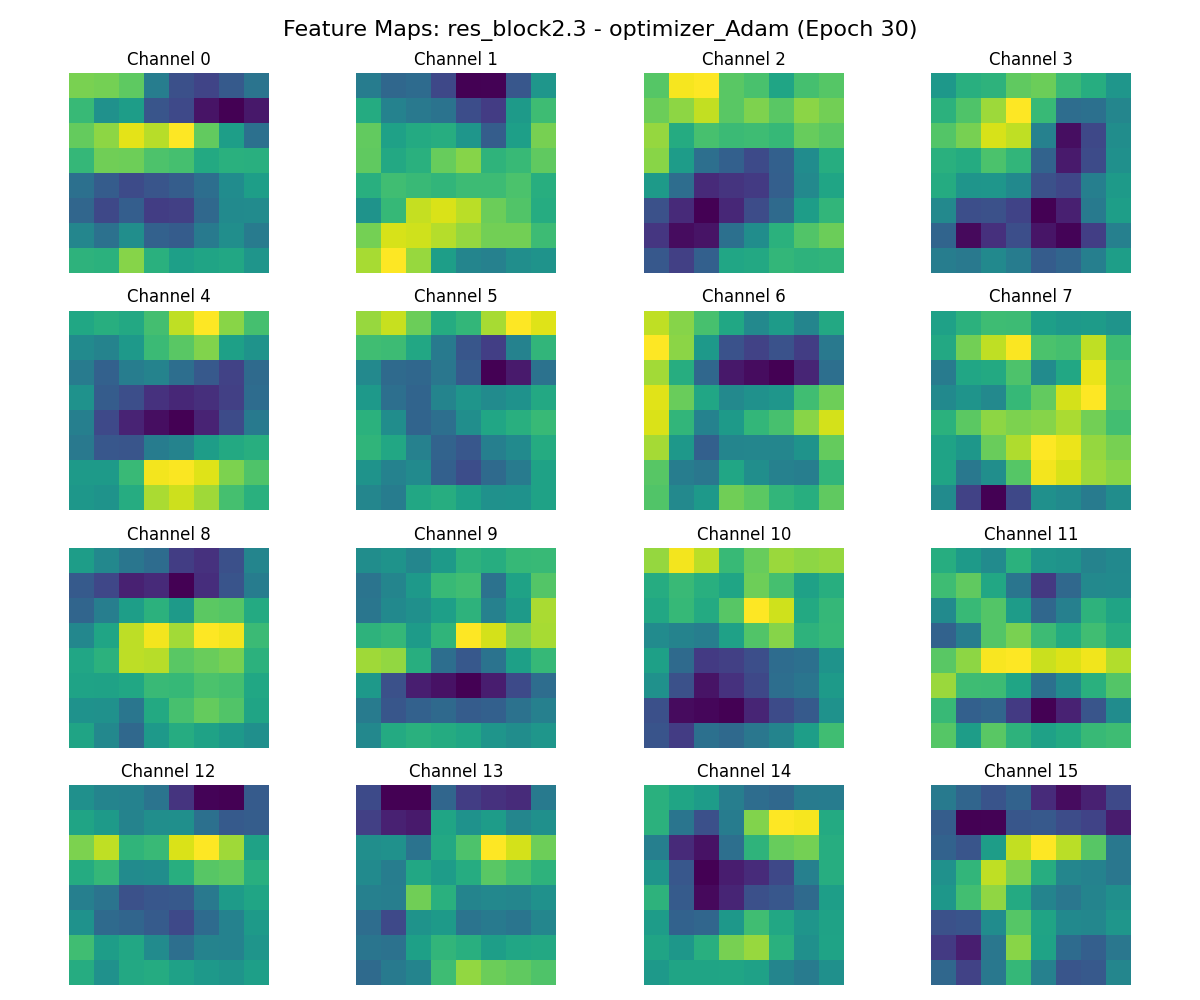 Feature Maps: res_block2.3 - optimizer_Adam (Epoch 30)
Channel 0 Channel 1 Channel 2 Channel 3
Channel 4 Channel 5 Channel 6 Channel 7
Channel 8 Channel 9 Channel 10 Channel 11
Channel 12 Channel 13 Channel 14 Channel 15